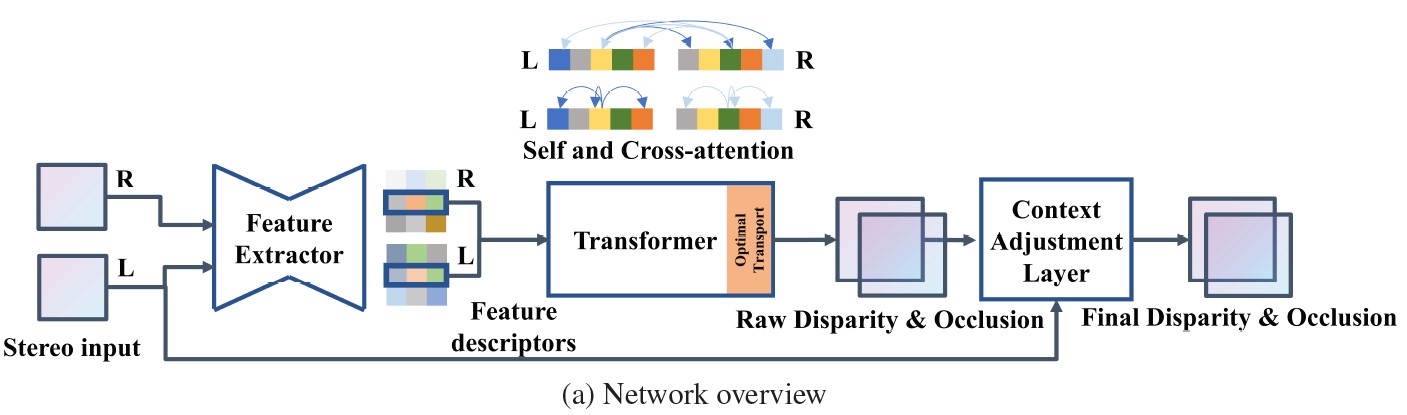 L R
L R
Self and Cross-attention
R
L
Stereo input
Feature
Extractor
R
L
Feature
descriptors
Transformer
Optimal
Transport
Raw Disparity & Occlusion
Context
Adjustment
Layer
Final Disparity & Occlusion
(a) Network overview